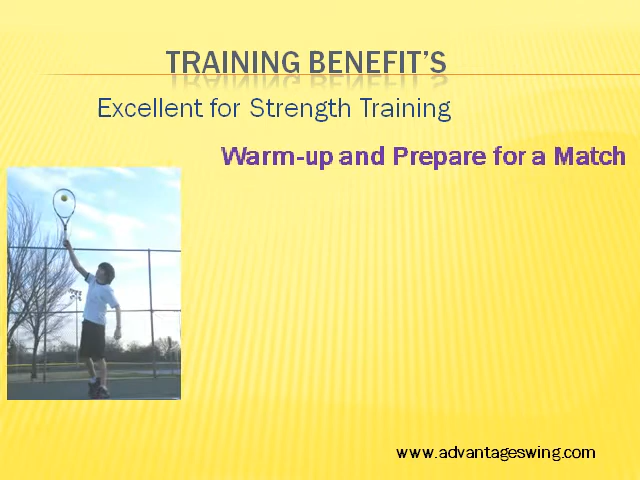 TRAINING BENEFIT’S
Excellent for Strength Training
Warm-up and Prepare for a Match
www.advantageswing.com